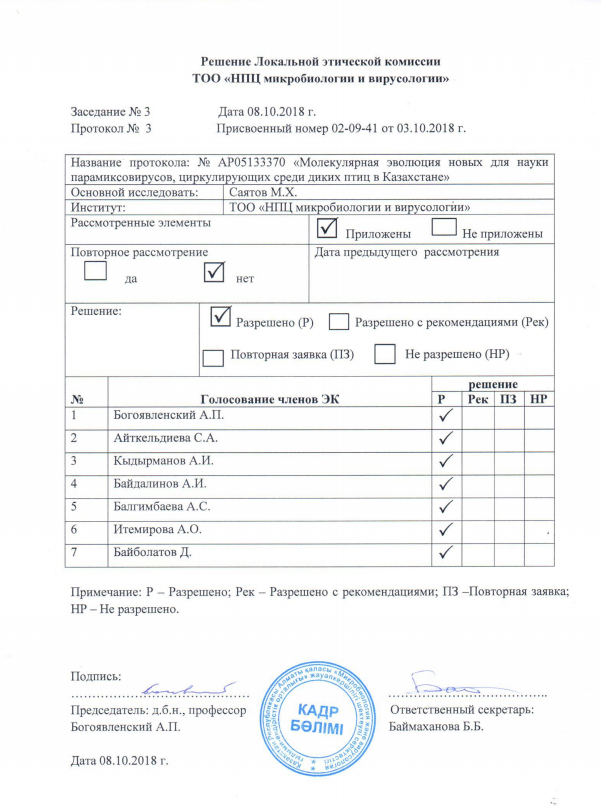 Решение Локальной этической комиссии
ТОО «НПЦ микробиологии и вирусологии»
Заседание № 3 Дата 08.10.2018 г.
Протокол № 3 Присвоенный номер 02-09-41 от 03.10.2018 г.
Название протокола: № AP05133370 «Молекулярная эволюция новых для науки
парамиксовирусов, циркулирующих среди диких птиц в Казахстане»
Основной исследователь: Саятов М.Х.
Институт: ТОО «НПЦ микробиологии и вирусологии»
Рассмотренные элементы ✓ Приложены Не приложены
Повторное рассмотрение Дата предыдущего рассмотрения
да ✓ нет
Решение: ✓ Разрешено (Р) Разрешено с рекомендациями (Рек)
Повторная заявка (ПЗ) Не разрешено (НР)
решение
№ Голосование членов ЭК Р Рек ПЗ НР
1 Богоявленский А.П. ✓
2 Айткельдиева С.А. ✓
3 Кыдырманов А.И. ✓
4 Байдалинов А.И. ✓
5 Балгимбаева А.С. ✓
6 Итемирова А.О. ✓
7 Байболатов Д. ✓
Примечание: Р – Разрешено; Рек – Разрешено с рекомендациями; ПЗ –Повторная заявка;
НР – Не разрешено.
Подпись:
Председатель: д.б.н., профессор Ответственный секретарь:
Богоявленский А.П. Баймаханова Б.Б.
КАДР
БӨЛІМІ
Дата 08.10.2018 г.